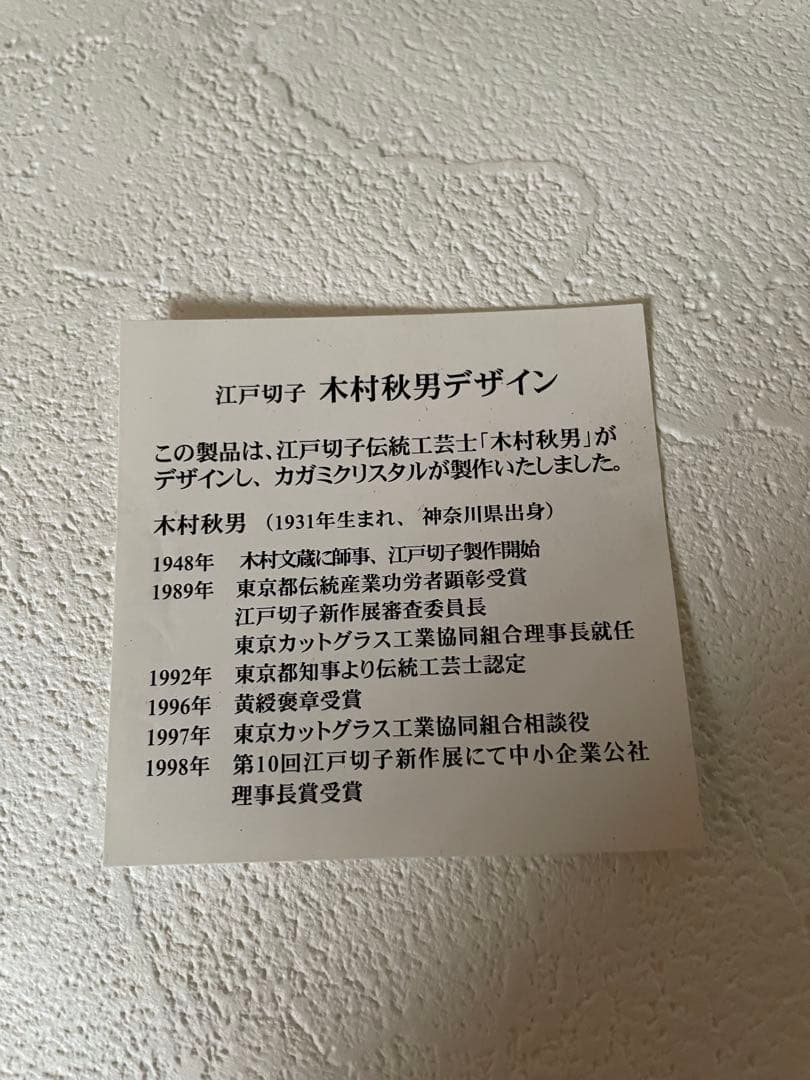 江戸切子 木村秋男デザイン
この製品は、江戸切子伝統工芸士「木村秋男」が
デザインし、カガミクリスタルが製作いたしました。
木村秋男 （1931年生まれ、神奈川県出身）
1948年 木村文蔵に師事、江戸切子製作開始
1989年 東京都伝統産業功労者顕彰受賞
江戸切子新作展審査委員長
東京カットグラス工業協同組合理事長就任
1992年 東京都知事より伝統工芸士認定
1996年 黄綬褒章受賞
1997年 東京カットグラス工業協同組合相談役
1998年 第10回江戸切子新作展にて中小企業公社
理事長賞受賞